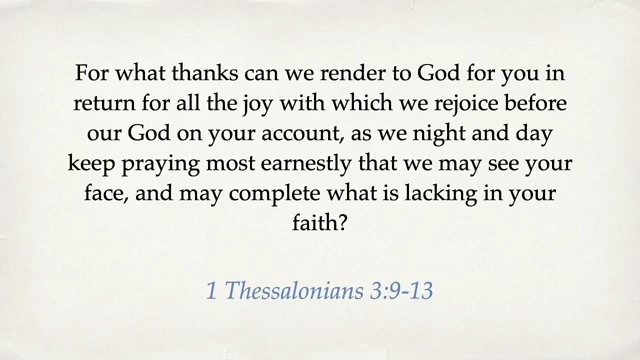 For what thanks can we render to God for you in
return for all the joy with which we rejoice before
our God on your account, as we night and day
keep praying most earnestly that we may see your
face, and may complete what is lacking in your
faith?
1 Thessalonians 3:9-13